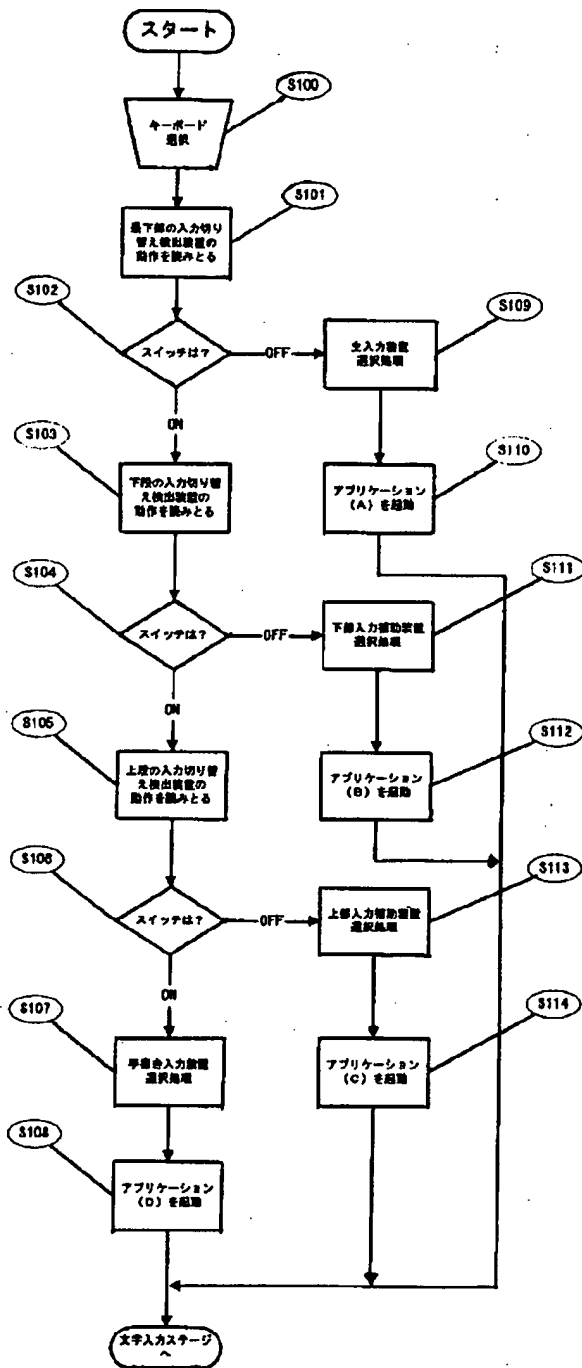 スタート
S100
キーボード
選択
S101
最下部の入力切り
替え検出装置の
動作を読みとる
S102
スイッチは?
OFF
S109
主入力装置
選択処理
ON
S103
下段の入力切り替
え検出装置の
動作を読みとる
S110
アプリケーション
(A)を起動
S104
スイッチは?
OFF
S111
下部入力補助装置
選択処理
ON
S105
上段の入力切り替
え検出装置の
動作を読みとる
S112
アプリケーション
(B)を起動
S106
スイッチは?
OFF
S113
上部入力補助装置
選択処理
ON
S107
手書き入力装置
選択処理
S114
アプリケーション
(C)を起動
S108
アプリケーション
(D)を起動
文字入力ステージ
へ